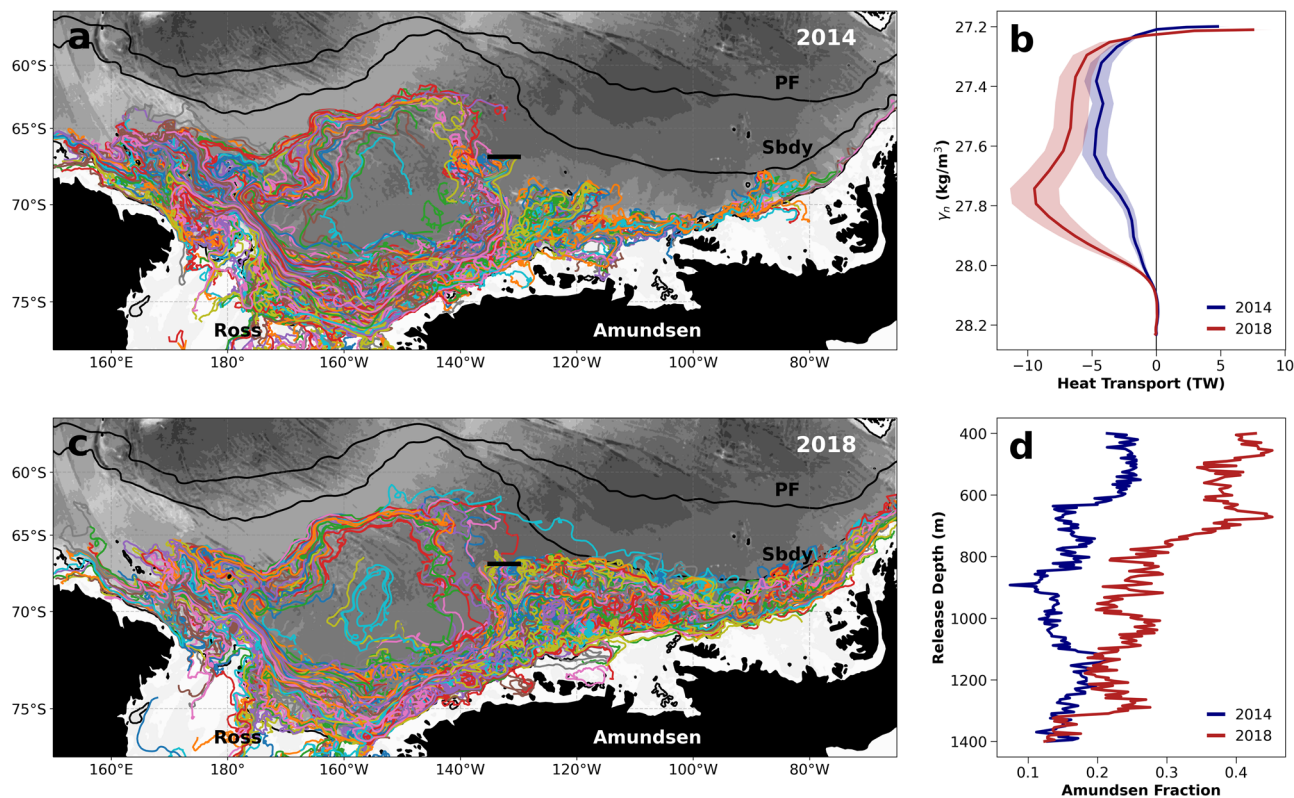 a
2014
60°S
65°S
70°S
75°S
PF
Sbdy
Ross
Amundsen
160°E
180°
160°W
140°W
120°W
100°W
80°W
b
27.2
27.4
27.6
27.8
28.0
28.2
γn (kg/m³)
2014
2018
−10
−5
0
5
10
Heat Transport (TW)
c
2018
60°S
65°S
70°S
75°S
PF
Sbdy
Ross
Amundsen
160°E
180°
160°W
140°W
120°W
100°W
80°W
d
400
600
800
1000
1200
1400
Release Depth (m)
2014
2018
0.1
0.2
0.3
0.4
Amundsen Fraction